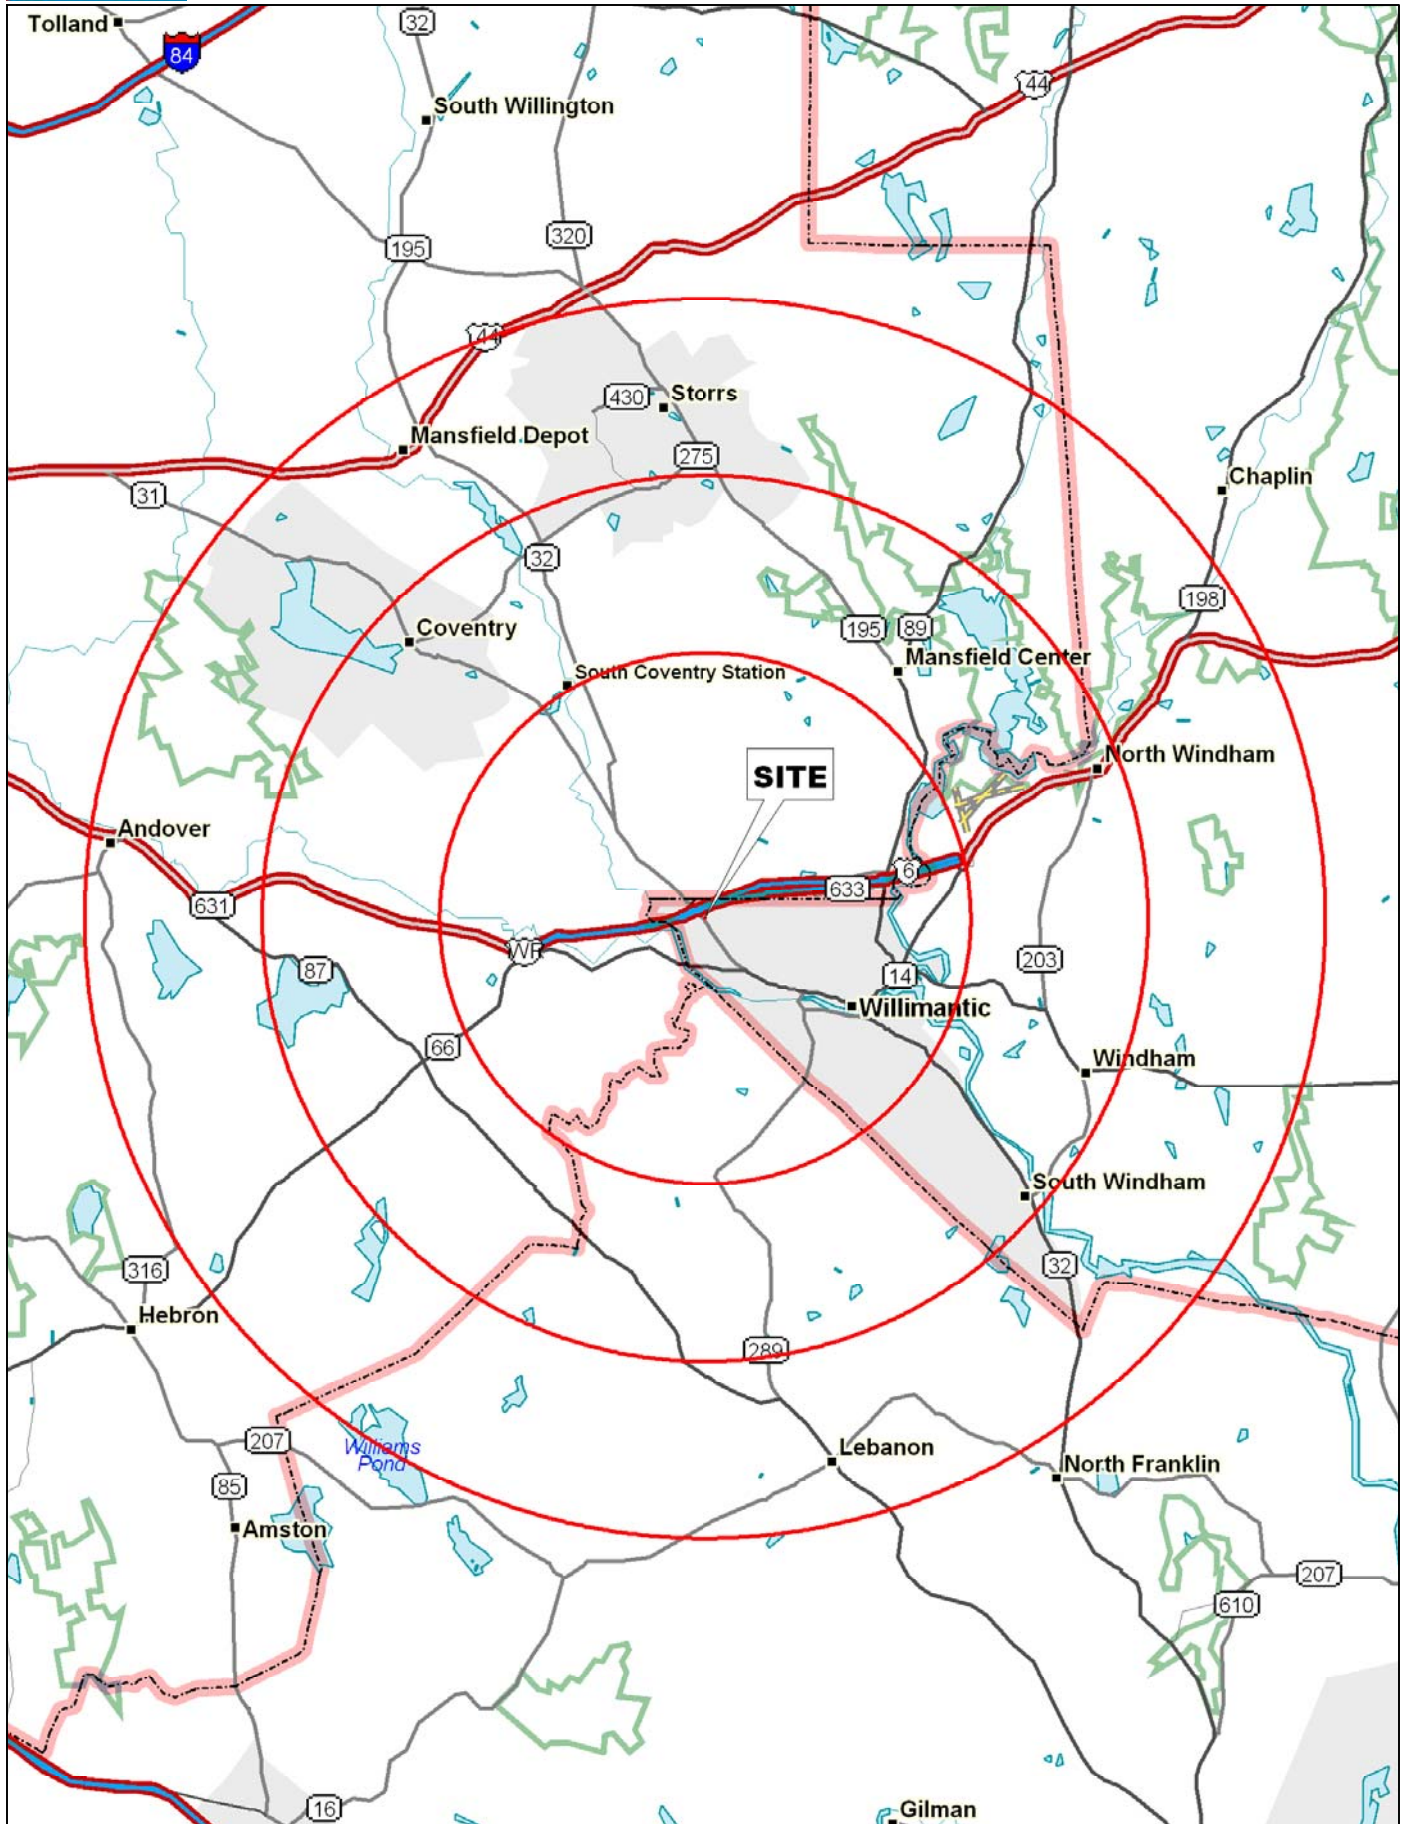 Tolland
32
84
44
South Willington
195
320
44
430
Storrs
Mansfield Depot
275
31
Chaplin
32
198
Coventry
195
89
Mansfield Center
South Coventry Station
North Windham
SITE
Andover
6
633
631
WR
87
14
203
Willimantic
66
Windham
South Windham
316
32
Hebron
289
207
Williams
Pond
Lebanon
North Franklin
85
Amston
207
610
16
Gilman